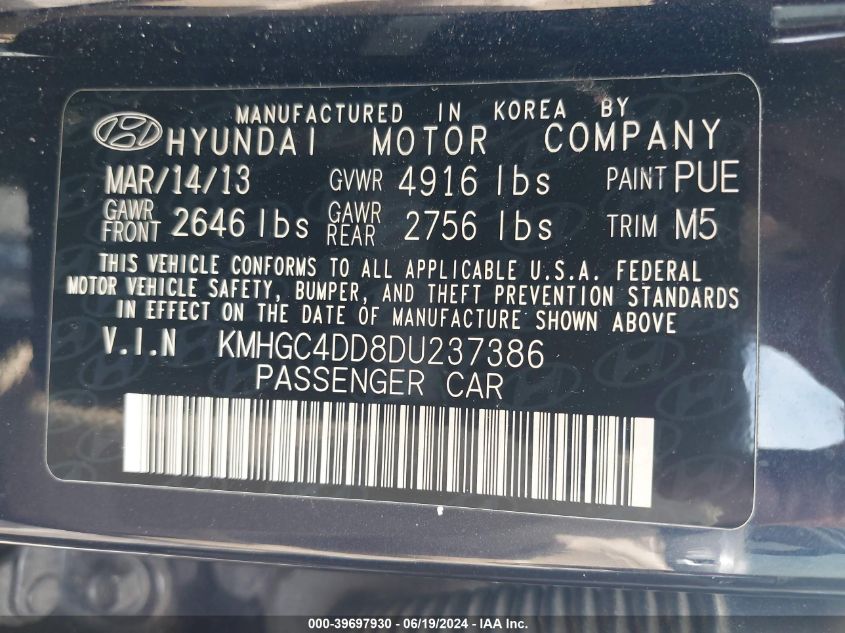 MANUFACTURED IN KOREA BY
HYUNDAI MOTOR COMPANY
MAR/14/13 GVWR 4916 lbs PAINT PUE
GAWR FRONT 2646 lbs GAWR REAR 2756 lbs TRIM M5
THIS VEHICLE CONFORMS TO ALL APPLICABLE U.S.A. FEDERAL
MOTOR VEHICLE SAFETY, BUMPER, AND THEFT PREVENTION STANDARDS
IN EFFECT ON THE DATE OF MANUFACTURE SHOWN ABOVE
V.I.N KMHGC4DD8DU237386
PASSENGER CAR
000-39697930 - 06/19/2024 - IAA Inc.